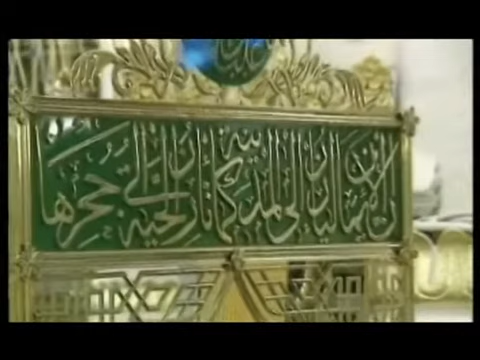 إن الإيمان ليأرز إلى المدينة كما تأرز الحية إلى جحرها